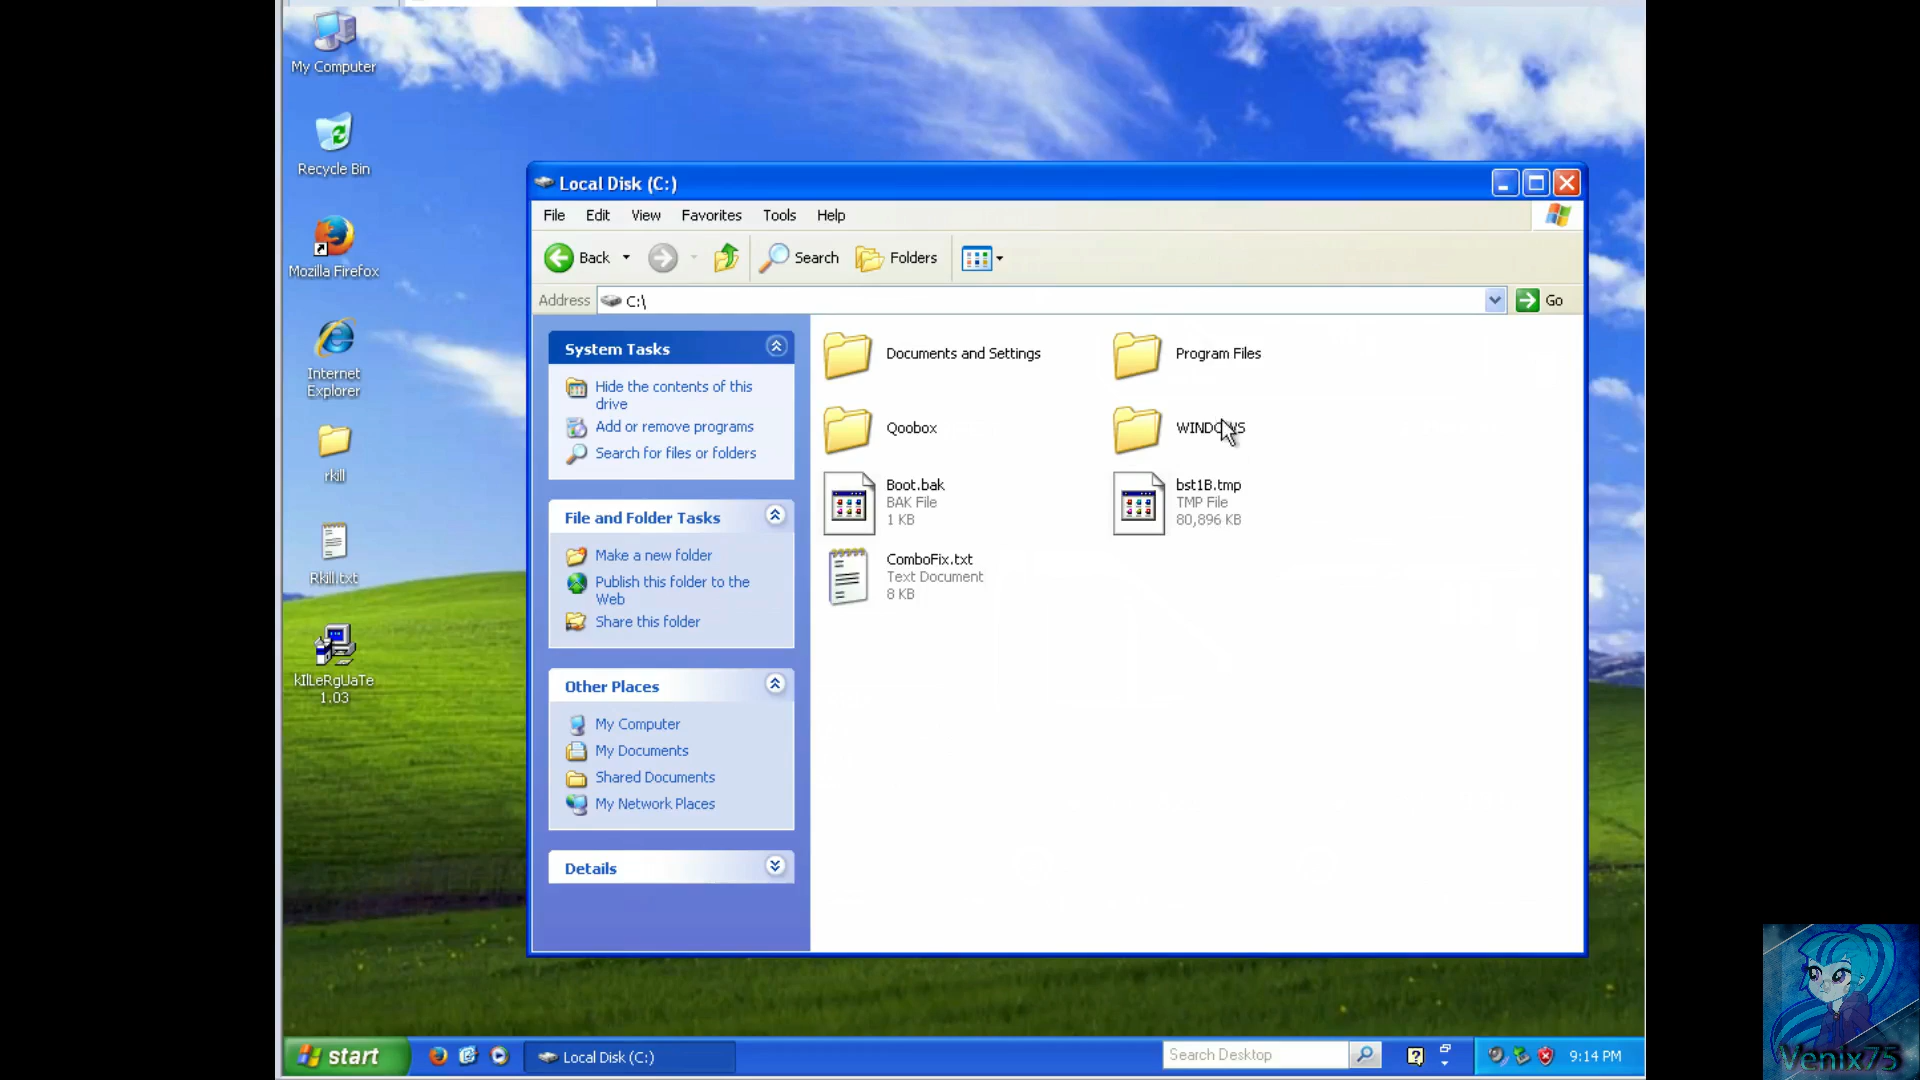 My Computer
Recycle Bin
Mozilla Firefox
Internet
Explorer
rkill
Rkill.txt
kIlLeRgUaTe
1.03
Local Disk (C:)
File Edit View Favorites Tools Help
Back Search Folders
Address C:\ Go
System Tasks
Hide the contents of this
drive
Add or remove programs
Search for files or folders
File and Folder Tasks
Make a new folder
Publish this folder to the
Web
Share this folder
Other Places
My Computer
My Documents
Shared Documents
My Network Places
Details
Documents and Settings
Program Files
Qoobox
WINDOWS
Boot.bak
BAK File
1 KB
bst1B.tmp
TMP File
80,896 KB
ComboFix.txt
Text Document
8 KB
start
Local Disk (C:)
Search Desktop
9:14 PM
Venix75